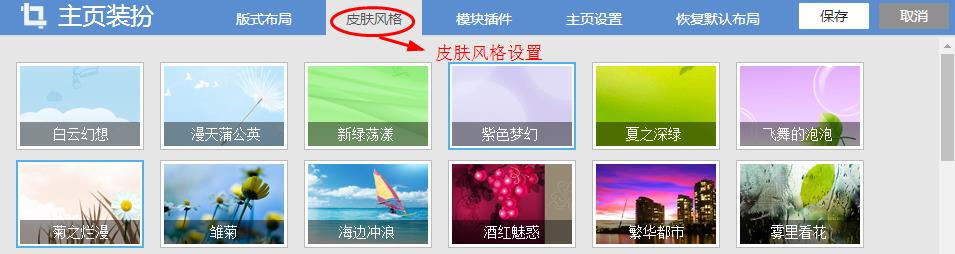 主页装扮
版式布局
皮肤风格
模块插件
主页设置
恢复默认布局
保存
取消
皮肤风格设置
白云幻想
漫天蒲公英
新绿荡漾
紫色梦幻
夏之深绿
飞舞的泡泡
菊之烂漫
雏菊
海边冲浪
酒红魅惑
繁华都市
雾里看花